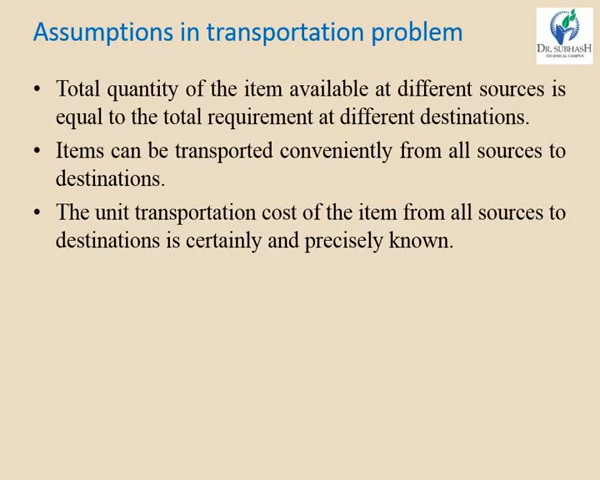 Assumptions in transportation problem
DR. SUBHASH
TECHNICAL CAMPUS
• Total quantity of the item available at different sources is
equal to the total requirement at different destinations.
• Items can be transported conveniently from all sources to
destinations.
• The unit transportation cost of the item from all sources to
destinations is certainly and precisely known.